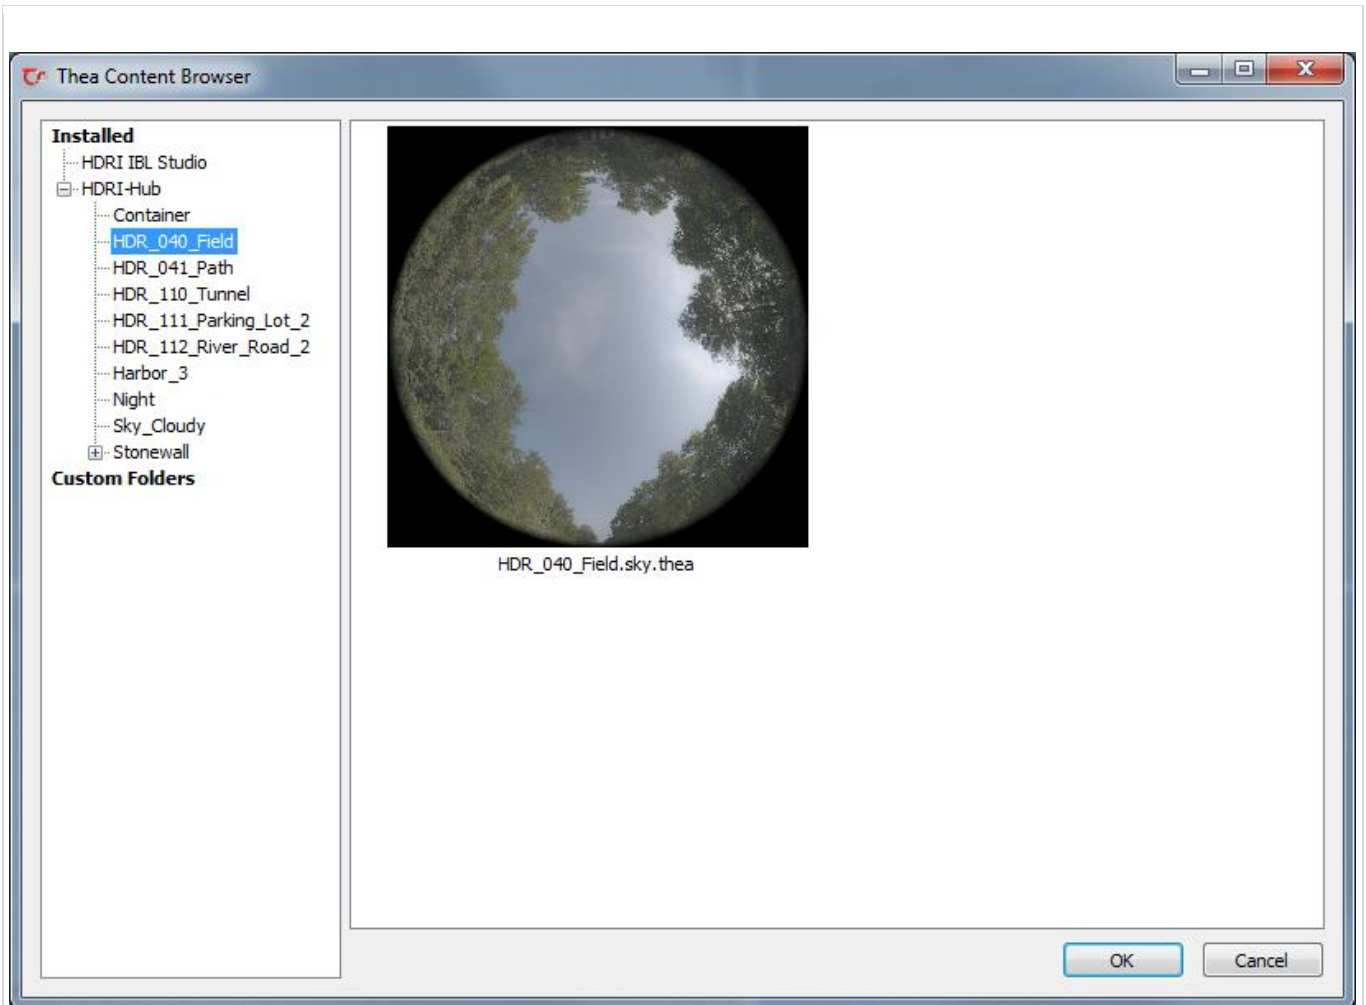 Thea Content Browser
Installed
HDRI IBL Studio
HDRI-Hub
Container
HDR_040_Field
HDR_041_Path
HDR_110_Tunnel
HDR_111_Parking_Lot_2
HDR_112_River_Road_2
Harbor_3
Night
Sky_Cloudy
Stonewall
Custom Folders
HDR_040_Field.sky.thea
OK
Cancel